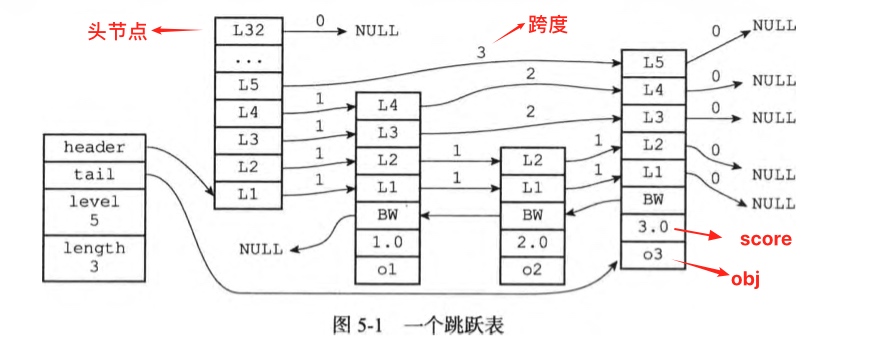 头节点
L32
0
NULL
...
L5
3
跨度
L4
1
L3
1
L2
1
L1
1
header
tail
level
5
length
3
L4
2
L3
2
L2
1
L1
1
BW
1.0
o1
NULL
L2
1
L1
1
BW
2.0
o2
L5
0
NULL
L4
0
NULL
L3
0
NULL
L2
0
NULL
L1
0
NULL
BW
3.0
score
o3
obj
图 5-1 一个跳跃表